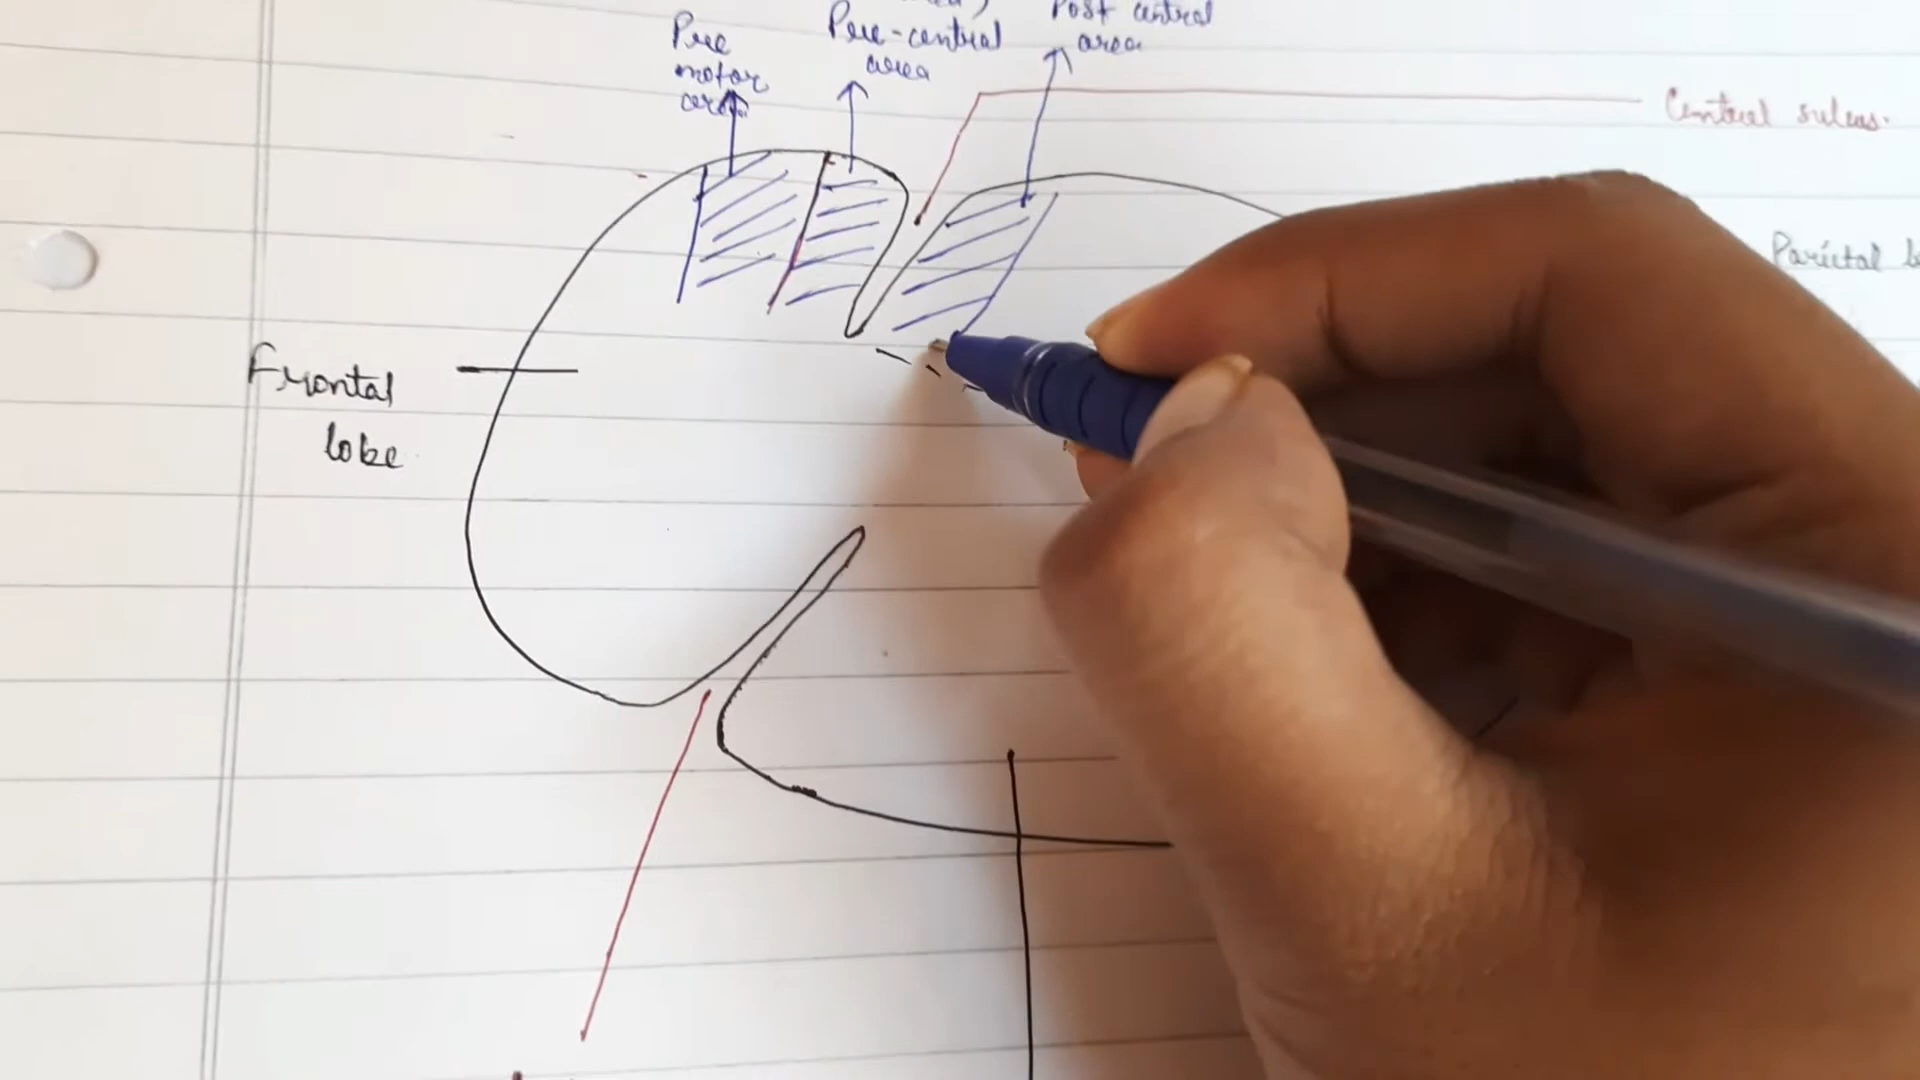 Post central
area
Pre-central
area
Pre
motor
area
Central sulcus.
Parietal
Frontal
lobe